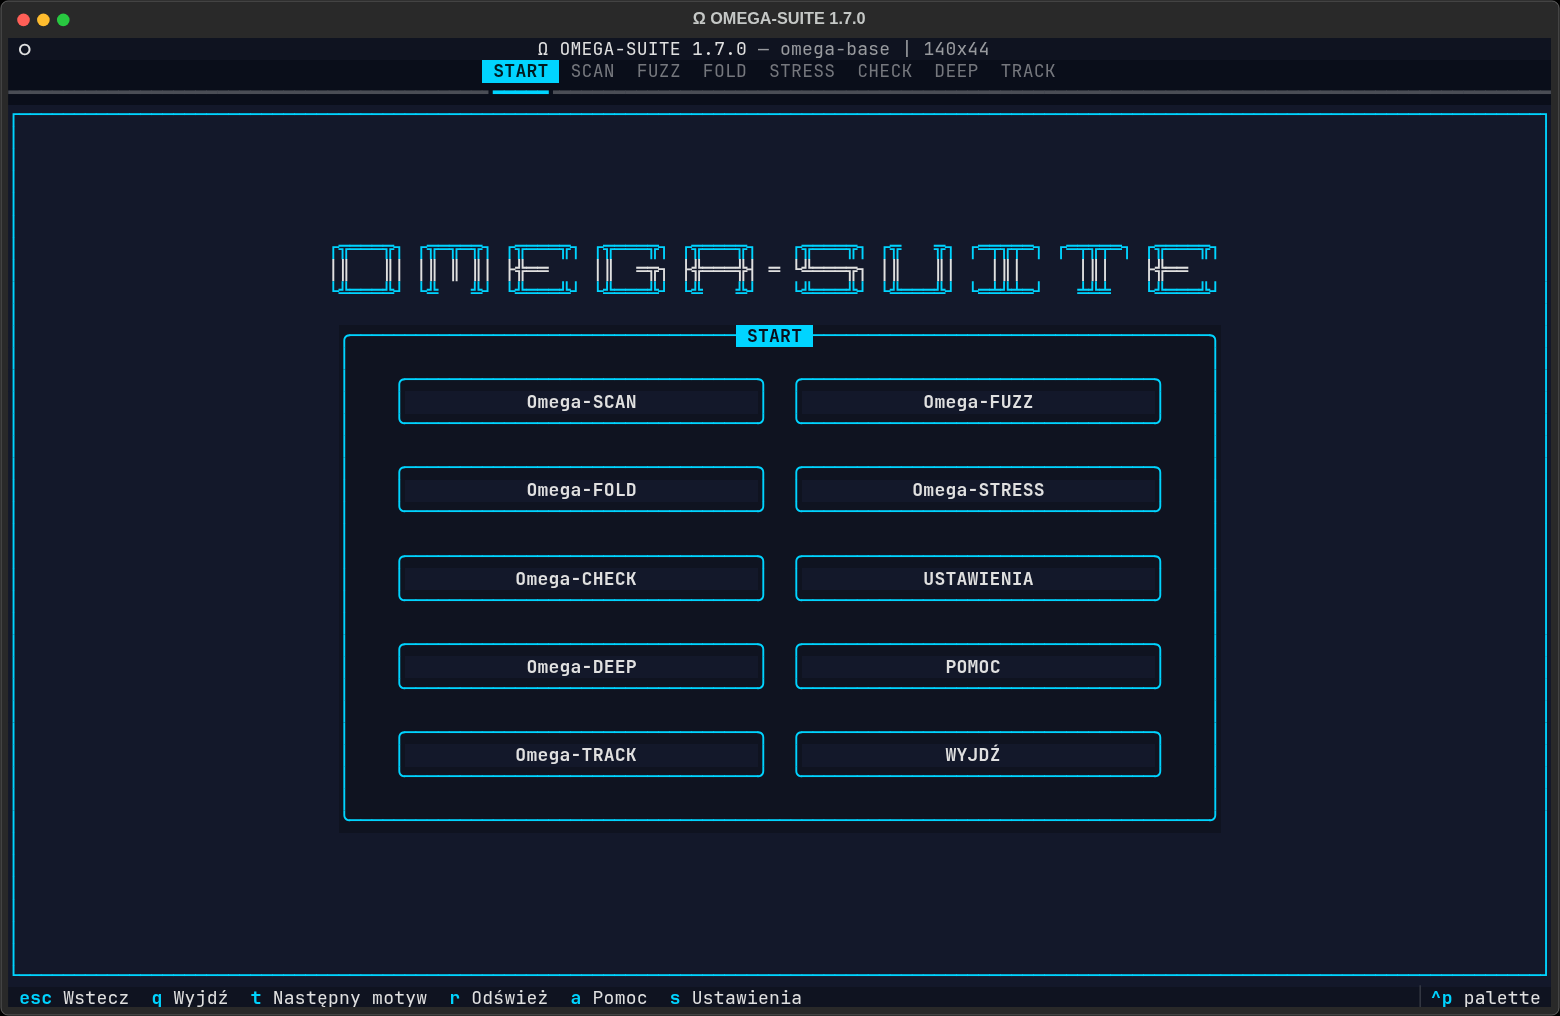 Ω OMEGA-SUITE 1.7.0
Ω OMEGA-SUITE 1.7.0 — omega-base | 140x44
START SCAN FUZZ FOLD STRESS CHECK DEEP TRACK
OMEGA-SUITE
START
Omega-SCAN Omega-FUZZ
Omega-FOLD Omega-STRESS
Omega-CHECK USTAWIENIA
Omega-DEEP POMOC
Omega-TRACK WYJDŹ
esc Wstecz q Wyjdź t Następny motyw r Odśwież a Pomoc s Ustawienia ^p palette